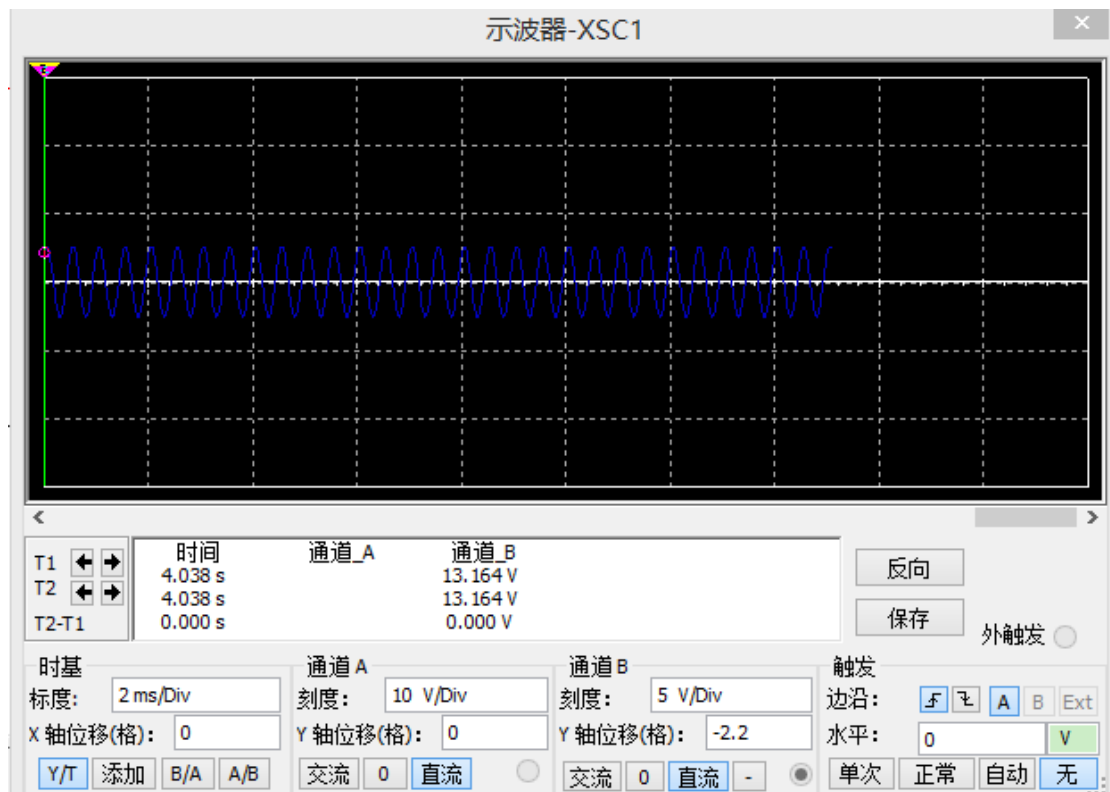 示波器-XSC1
时间 通道_A 通道_B
T1 4.038 s 13.164 V
T2 4.038 s 13.164 V
T2-T1 0.000 s 0.000 V
反向
保存
外触发
时基 通道 A 通道 B 触发
标度: 2 ms/Div 刻度: 10 V/Div 刻度: 5 V/Div 边沿: A B Ext
X 轴位移(格): 0 Y 轴位移(格): 0 Y 轴位移(格): -2.2 水平: 0 V
Y/T 添加 B/A A/B 交流 0 直流 交流 0 直流 - 单次 正常 自动 无